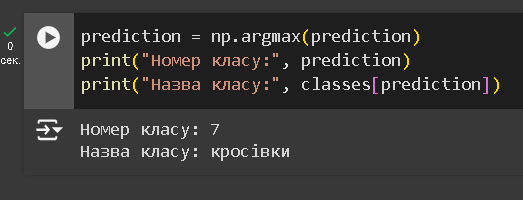 0
сек.
prediction = np.argmax(prediction)
print("Номер класу:", prediction)
print("Назва класу:", classes[prediction])
Номер класу: 7
Назва класу: кросівки